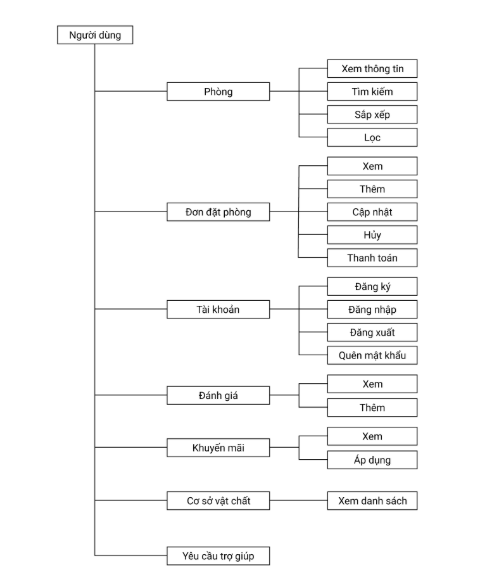 Người dùng
Phòng
Xem thông tin
Tìm kiếm
Sắp xếp
Lọc
Đơn đặt phòng
Xem
Thêm
Cập nhật
Hủy
Thanh toán
Tài khoản
Đăng ký
Đăng nhập
Đăng xuất
Quên mật khẩu
Đánh giá
Xem
Thêm
Khuyến mãi
Xem
Áp dụng
Cơ sở vật chất
Xem danh sách
Yêu cầu trợ giúp